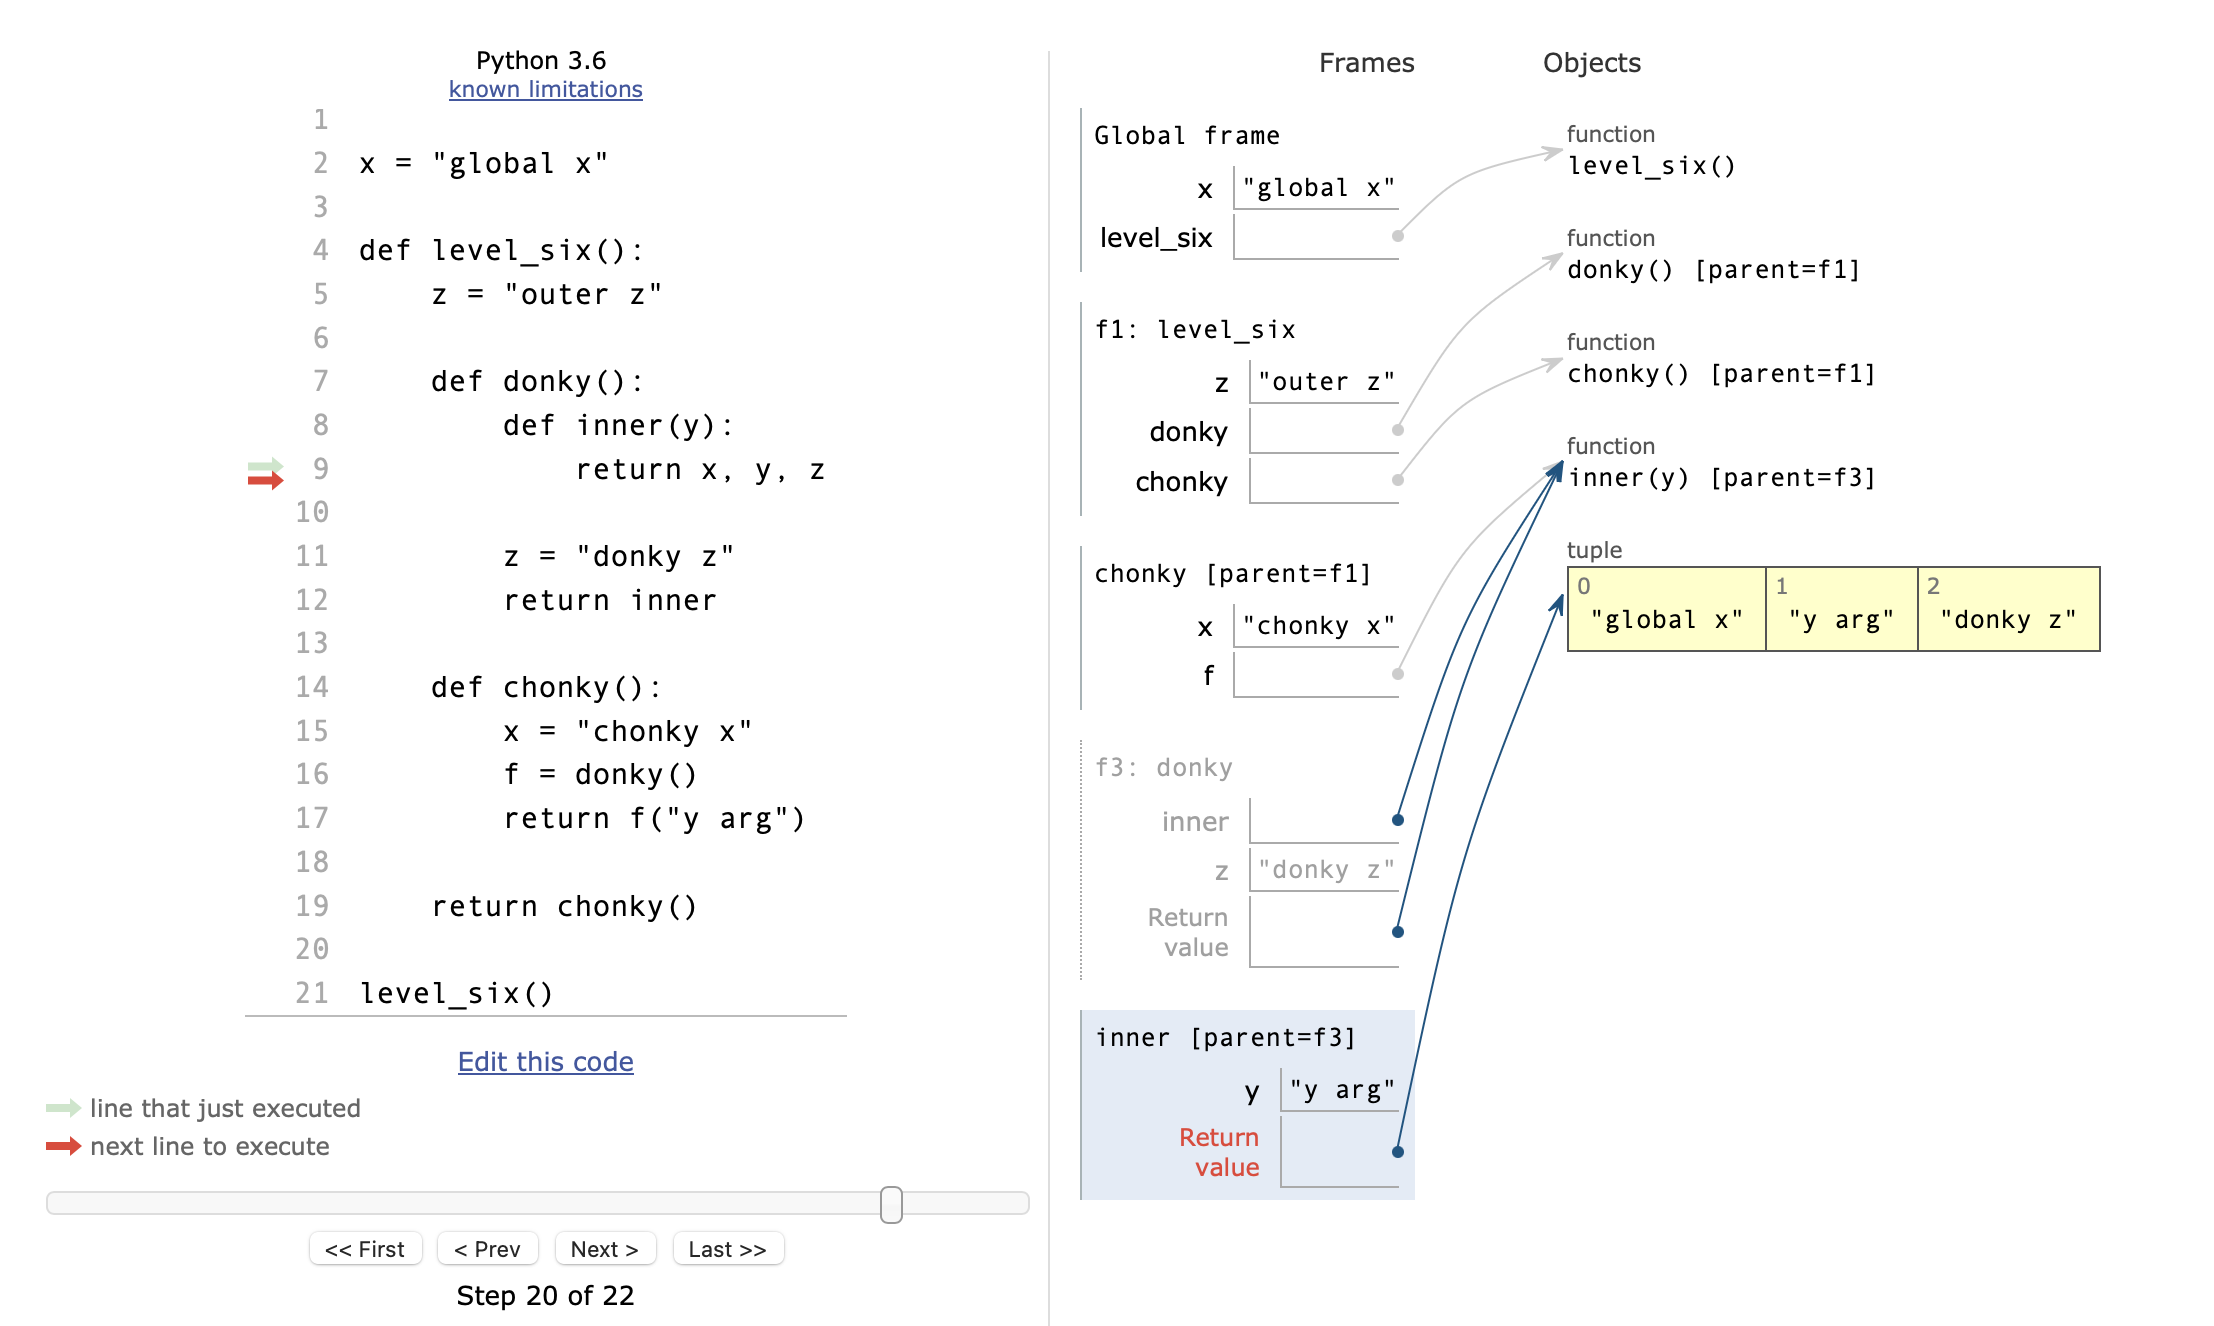 Python 3.6
known limitations
1
2 x = "global x"
3
4 def level_six():
5     z = "outer z"
6
7     def donky():
8         def inner(y):
9             return x, y, z
10
11         z = "donky z"
12         return inner
13
14     def chonky():
15         x = "chonky x"
16         f = donky()
17         return f("y arg")
18
19     return chonky()
20
21 level_six()
Edit this code
line that just executed
next line to execute
<< First < Prev Next > Last >>
Step 20 of 22
Frames Objects
Global frame
x "global x"
level_six
f1: level_six
z "outer z"
donky
chonky
chonky [parent=f1]
x "chonky x"
f
f3: donky
inner
z "donky z"
Return
value
inner [parent=f3]
y "y arg"
Return
value
function
level_six()
function
donky() [parent=f1]
function
chonky() [parent=f1]
function
inner(y) [parent=f3]
tuple
0 1 2
"global x" "y arg" "donky z"